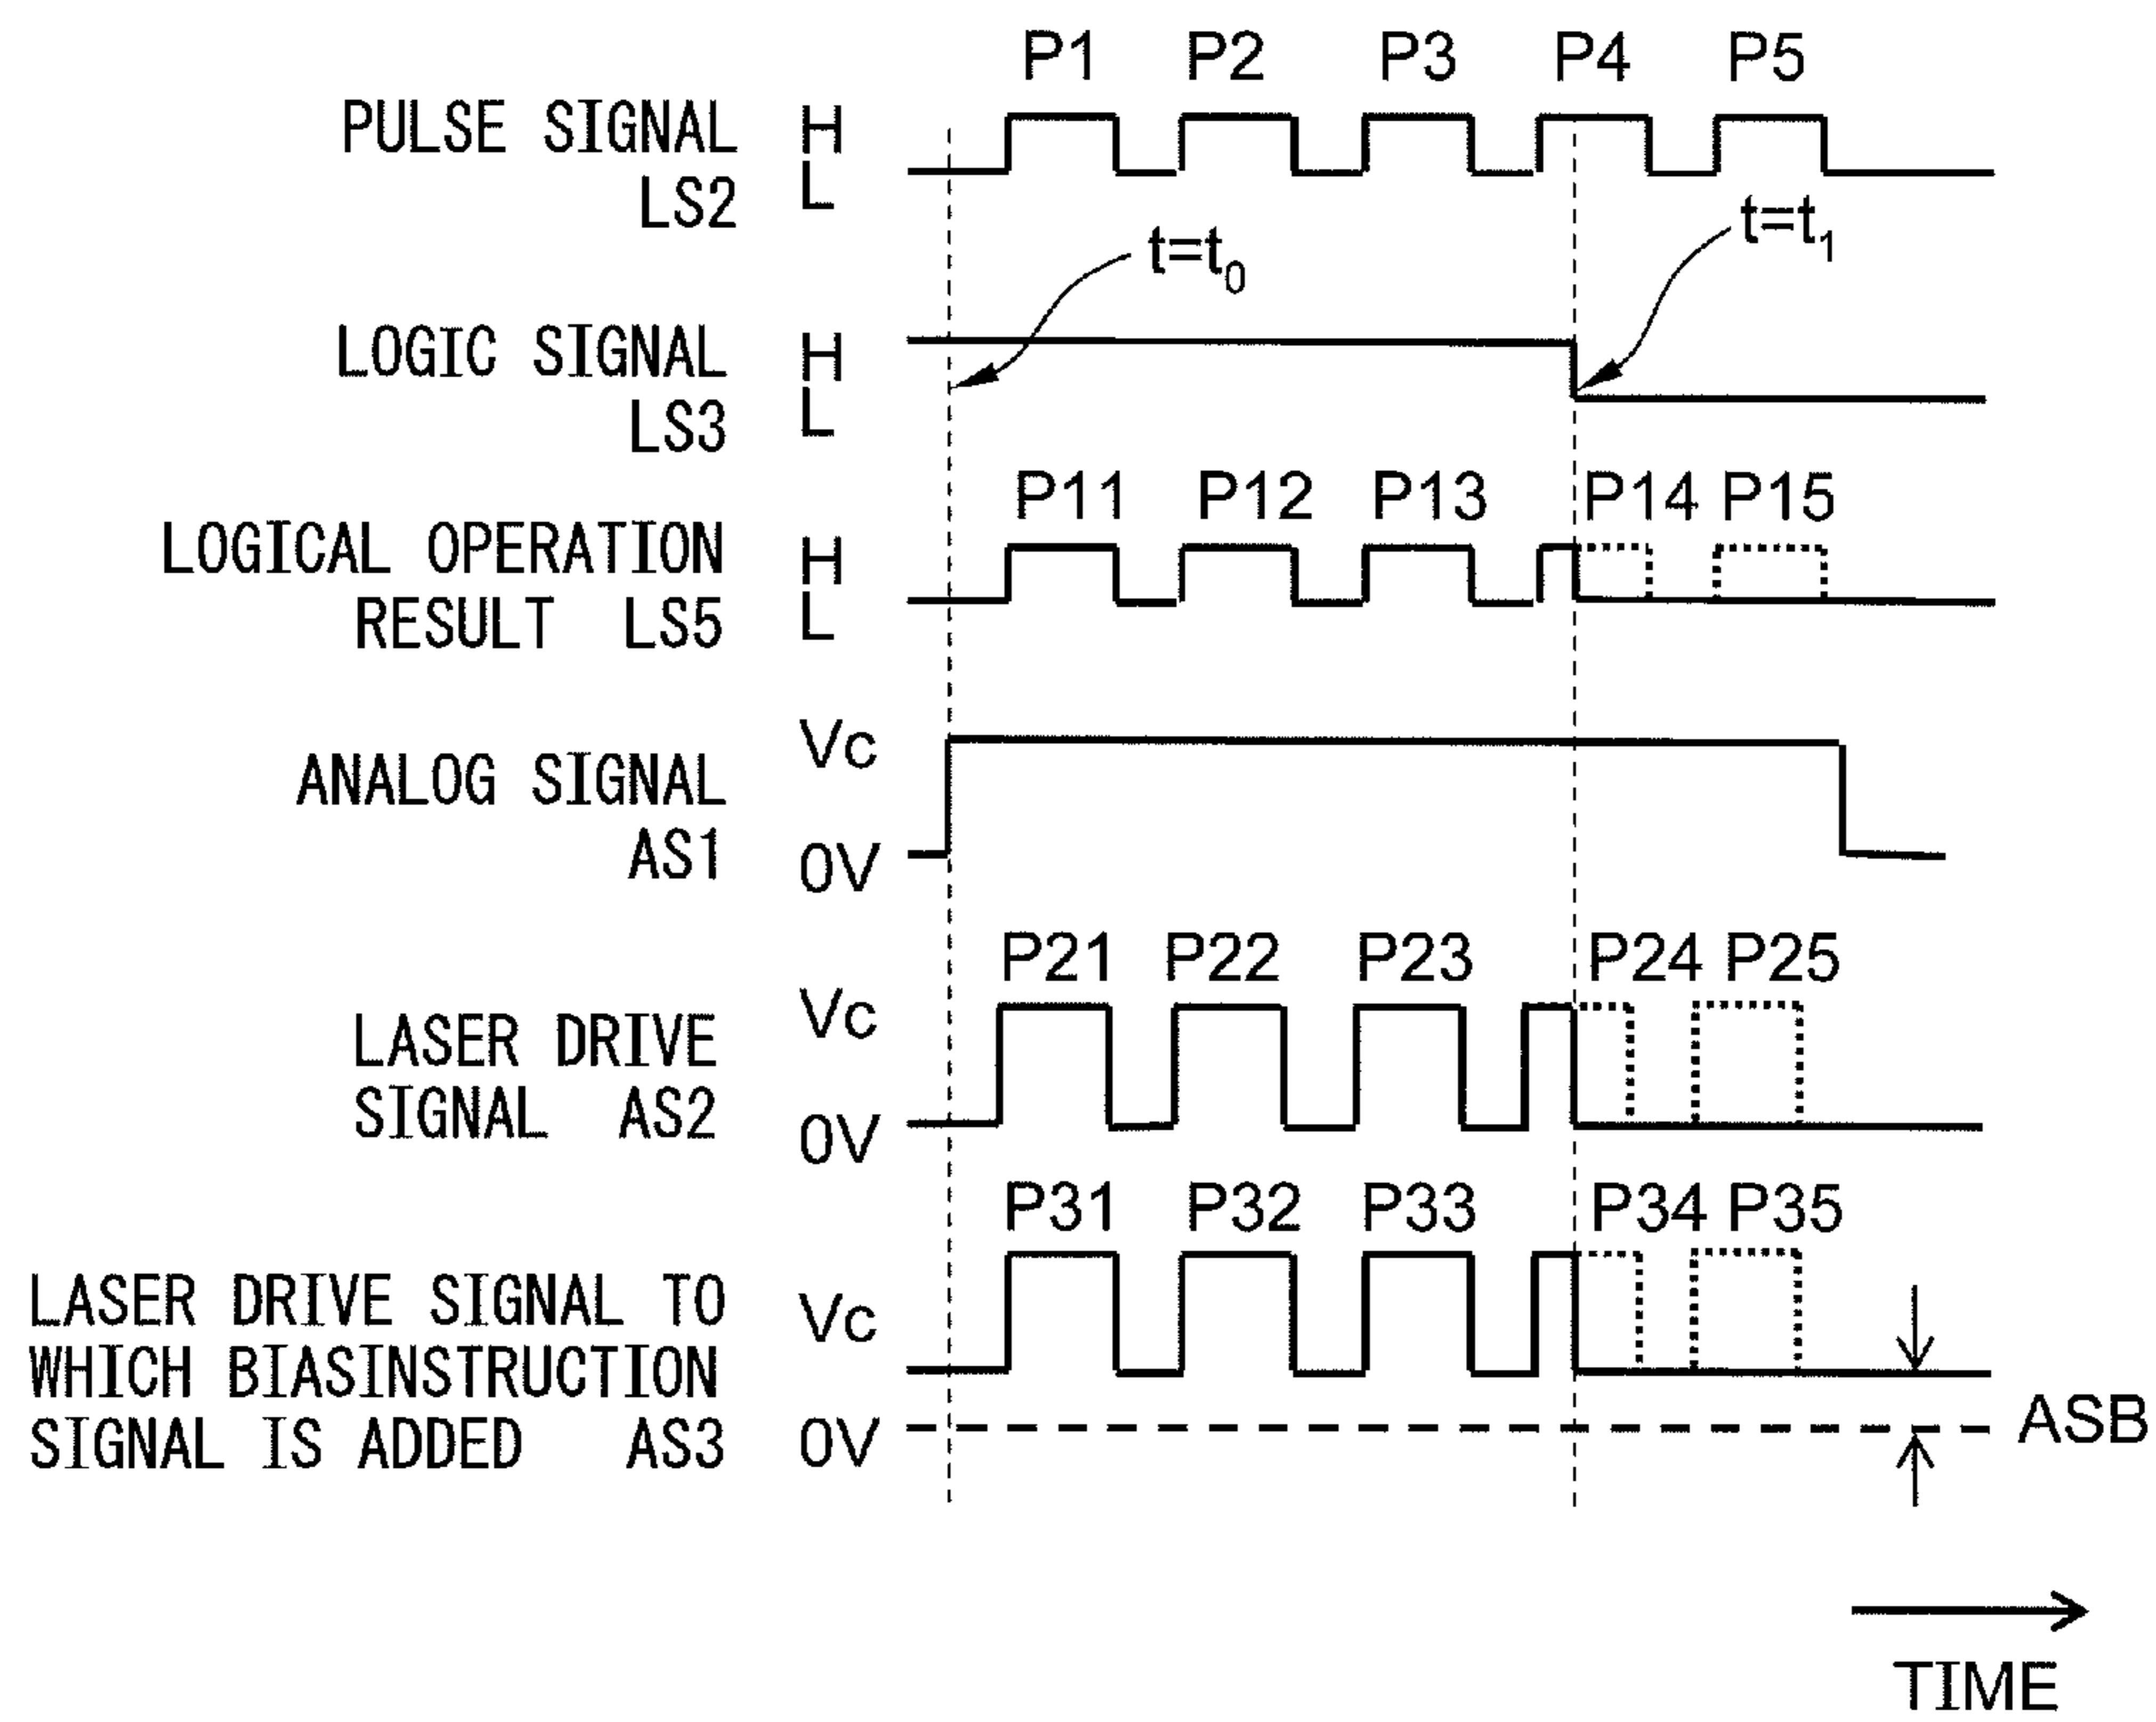 P1 P2 P3 P4 P5
PULSE SIGNAL H
LS2 L
t=t1
t=t0
LOGIC SIGNAL H
LS3 L
P11 P12 P13 P14 P15
LOGICAL OPERATION H
RESULT LS5 L
Vc
ANALOG SIGNAL
AS1 0V
P21 P22 P23 P24 P25
Vc
LASER DRIVE
SIGNAL AS2 0V
P31 P32 P33 P34 P35
LASER DRIVE SIGNAL TO Vc
WHICH BIASINSTRUCTION
SIGNAL IS ADDED AS3 0V ASB
TIME